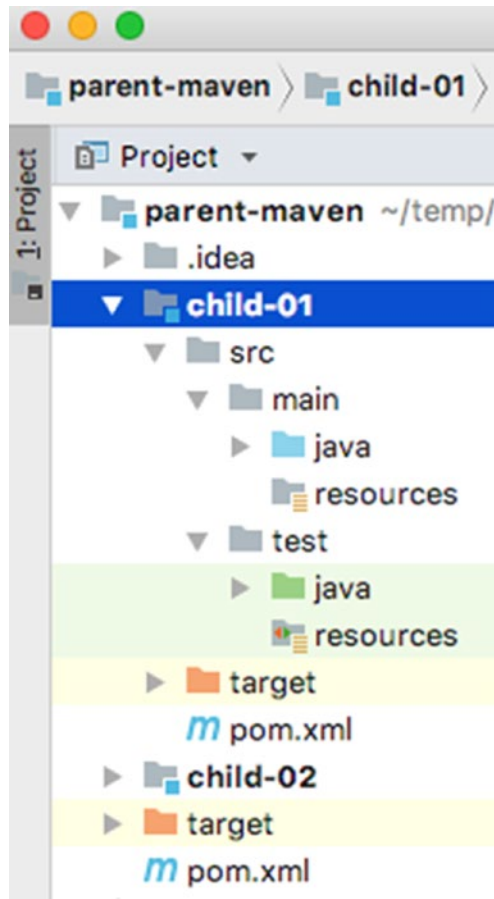 parent-maven child-01
1: Project
Project
parent-maven ~/temp/
.idea
child-01
src
main
java
resources
test
java
resources
target
m pom.xml
child-02
target
m pom.xml